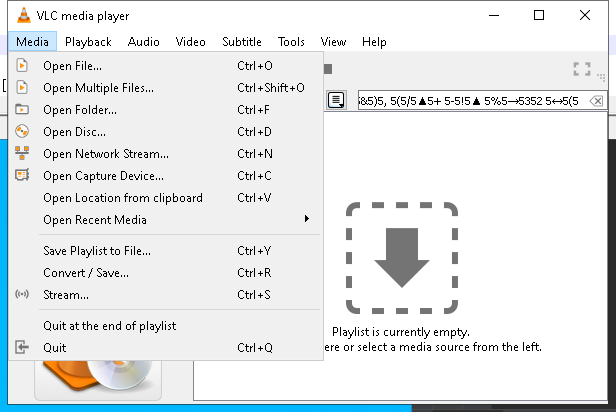 VLC media player
Media Playback Audio Video Subtitle Tools View Help
Open File... Ctrl+O
Open Multiple Files... Ctrl+Shift+O
Open Folder... Ctrl+F
Open Disc... Ctrl+D
Open Network Stream... Ctrl+N
Open Capture Device... Ctrl+C
Open Location from clipboard Ctrl+V
Open Recent Media
Save Playlist to File... Ctrl+Y
Convert / Save... Ctrl+R
Stream... Ctrl+S
Quit at the end of playlist
Quit Ctrl+Q
5(5/5▲5+ 5-5!5▲ 5%5→5352 5↔5(5
Playlist is currently empty.
ere or select a media source from the left.